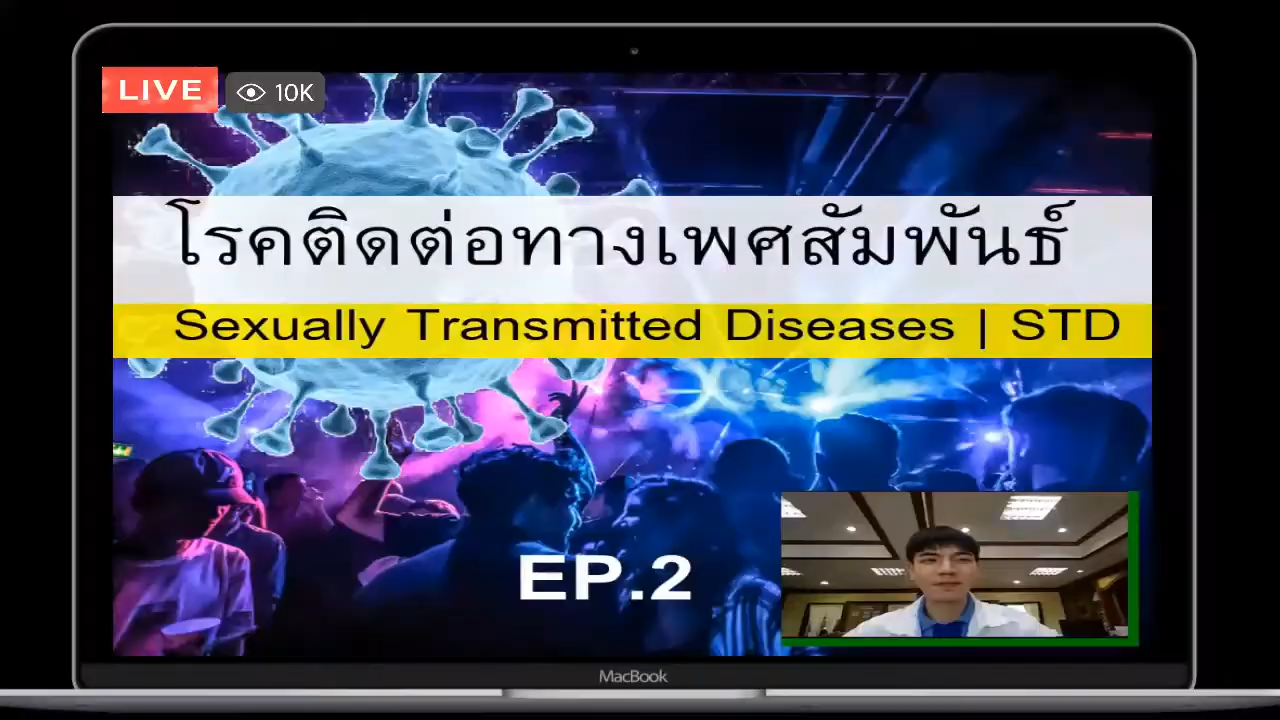 LIVE
10K
โรคติดต่อทางเพศสัมพันธ์
Sexually Transmitted Diseases | STD
EP.2
MacBook